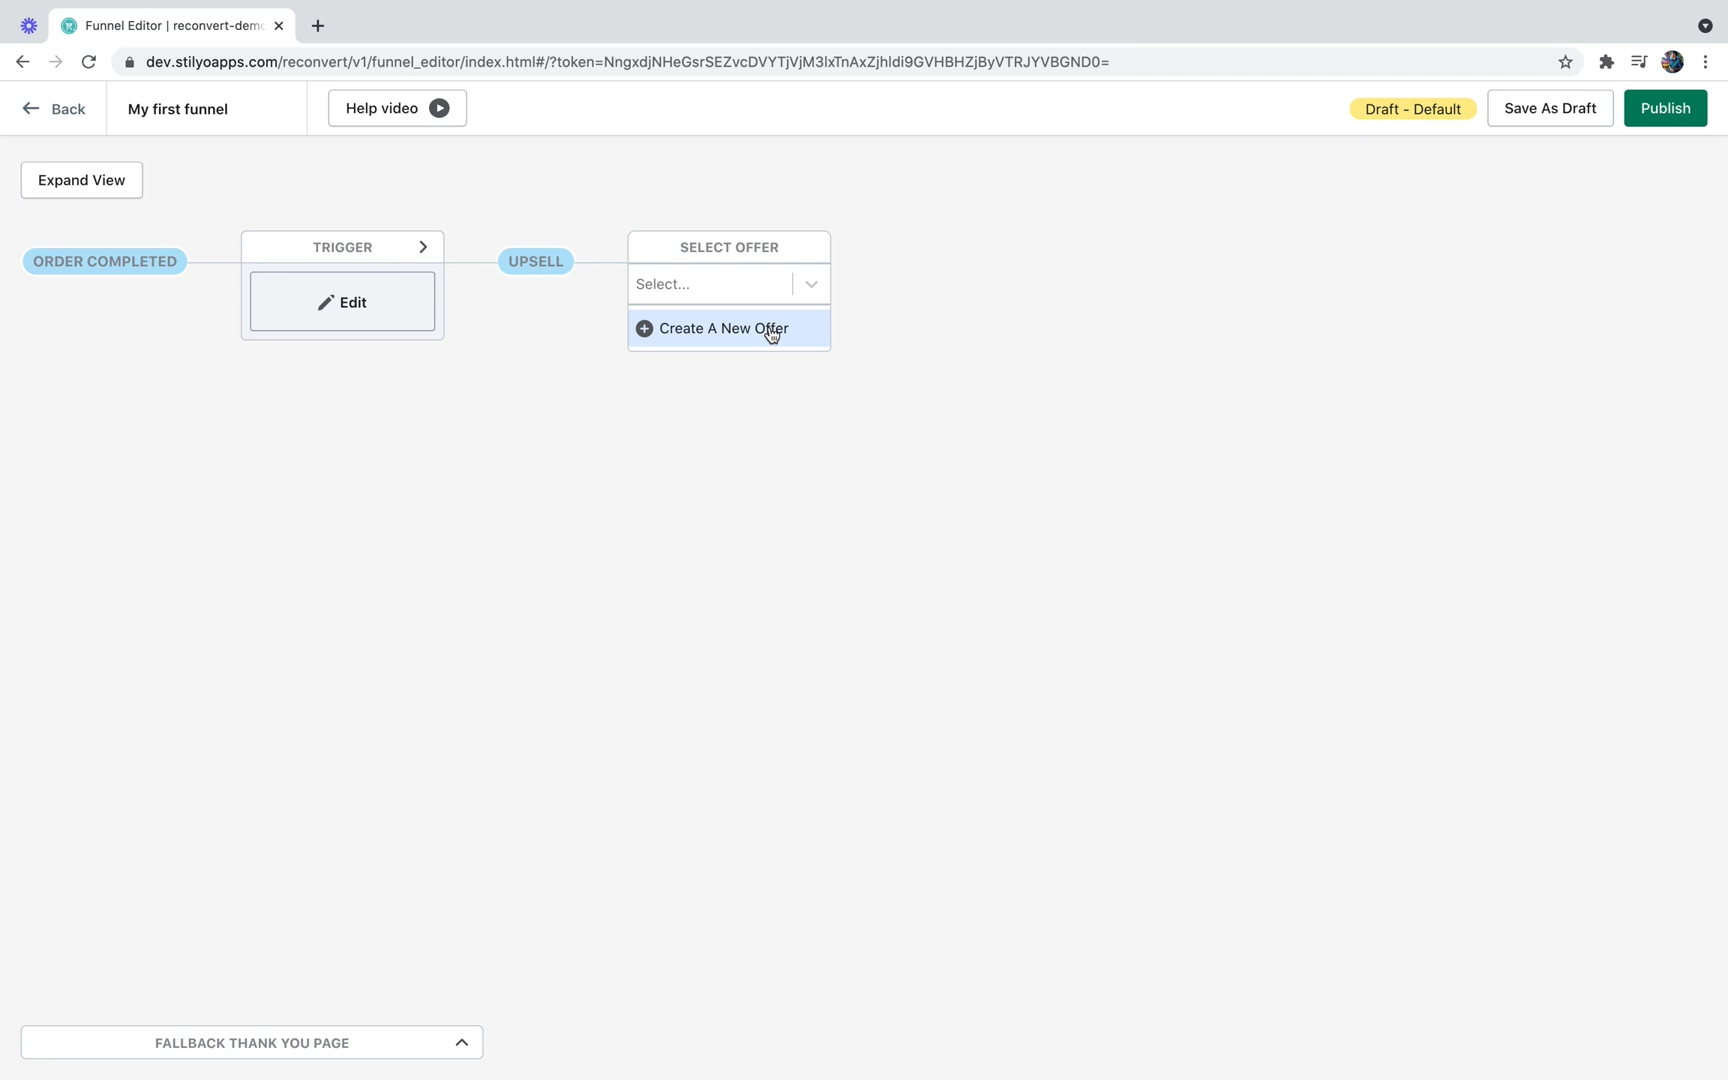 Funnel Editor | reconvert-dem
dev.stilyoapps.com/reconvert/v1/funnel_editor/index.html#/?token=NngxdjNHeGsrSEZvcDVYTjVjM3lxTnAxZjhldi9GVHBHZjByVTRJYVBGND0=
Back
My first funnel
Help video
Draft - Default
Save As Draft
Publish
Expand View
ORDER COMPLETED
TRIGGER
Edit
UPSELL
SELECT OFFER
Select...
Create A New Offer
FALLBACK THANK YOU PAGE